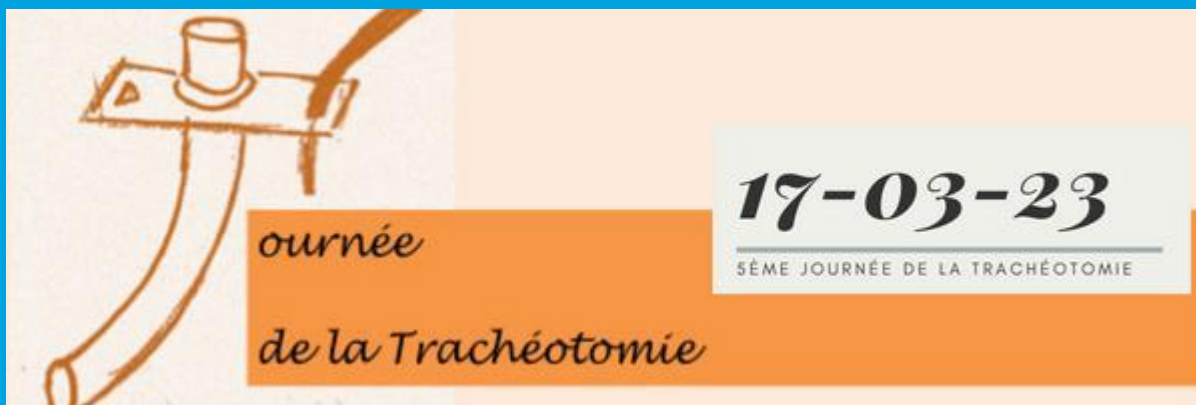 17-03-23
5ÈME JOURNÉE DE LA TRACHÉOTOMIE
ournée
de la Trachéotomie